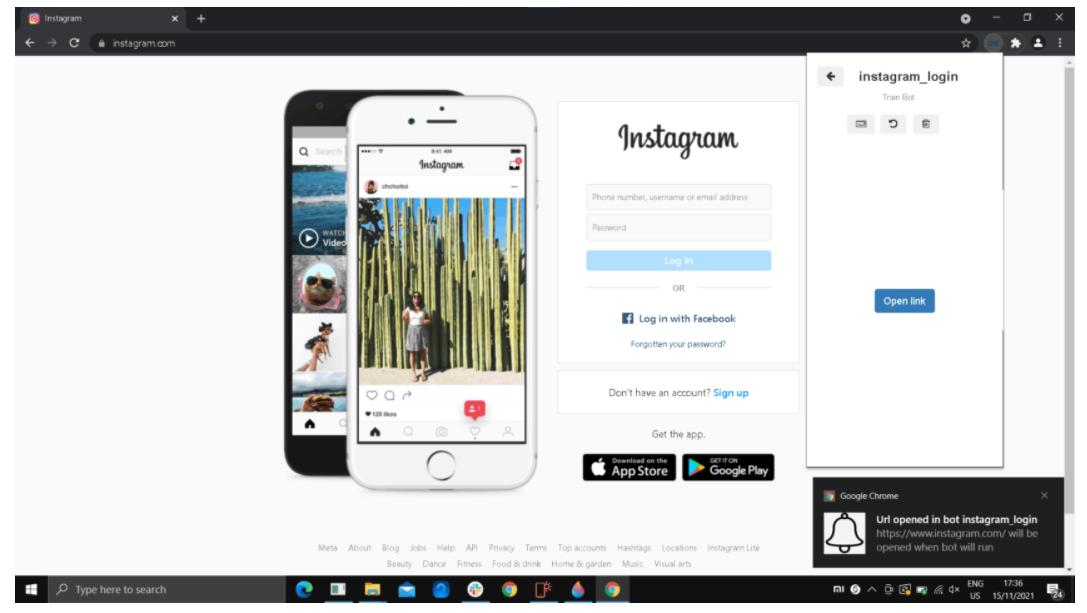 Instagram
instagram.com
instagram_login
Train Bot
Open link
Search
WATCH
Video
9:41 AM
Instagram
chchoitoi
128 likes
1
Instagram
Phone number, username or email address
Password
Log In
OR
Log in with Facebook
Forgotten your password?
Don't have an account? Sign up
Get the app.
Download on the
App Store
GET IT ON
Google Play
Meta About Blog Jobs Help API Privacy Terms Top accounts Hashtags Locations Instagram Lite
Beauty Dance Fitness Food & drink Home & garden Music Visual arts
Google Chrome
Url opened in bot instagram_login
https://www.instagram.com/ will be
opened when bot will run
Type here to search
ENG
US
17:36
15/11/2021
24